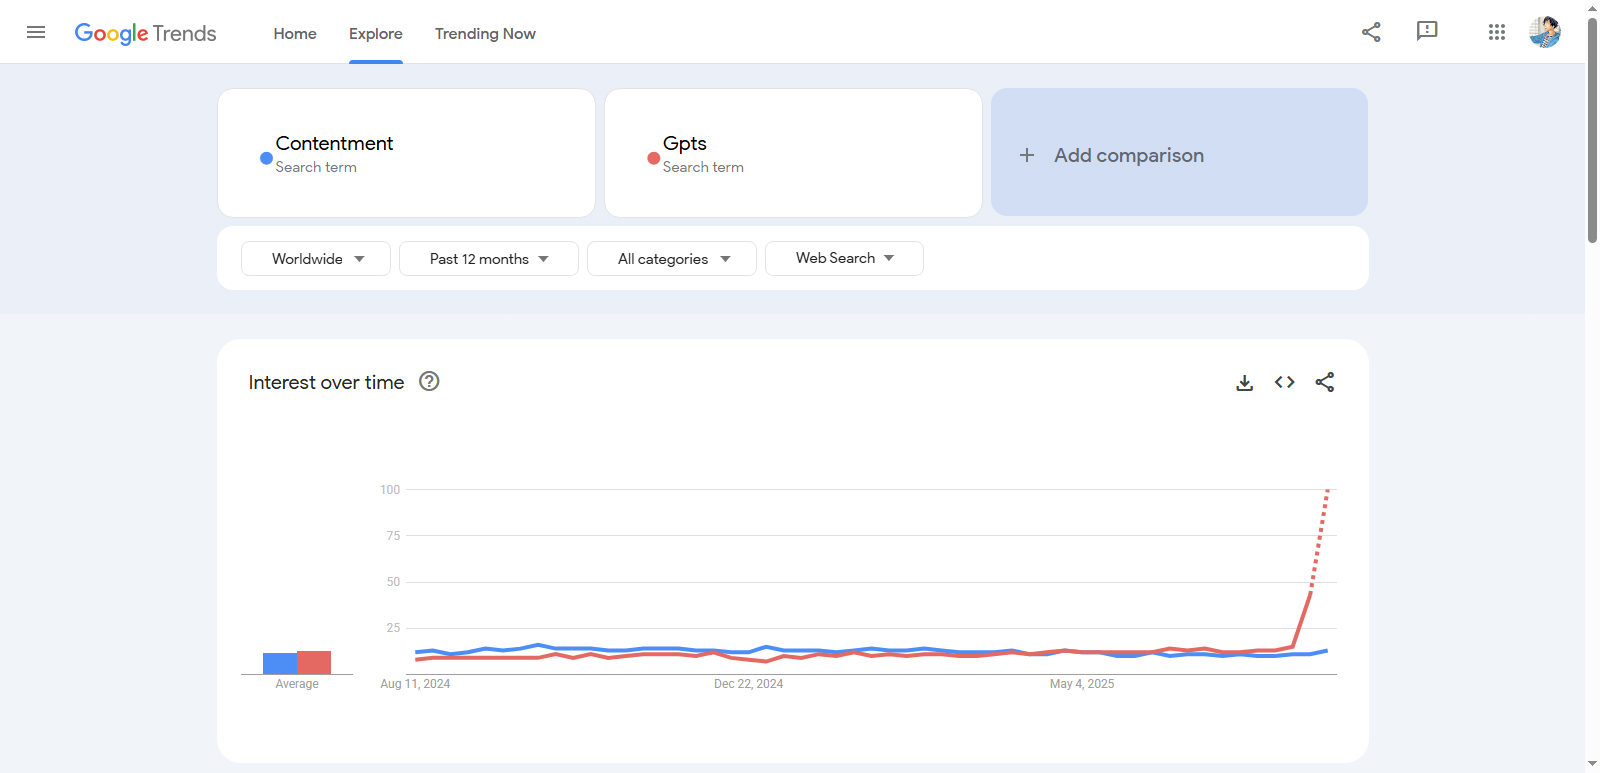 Google Trends
Home Explore Trending Now
Contentment
Search term
Gpts
Search term
+ Add comparison
Worldwide
Past 12 months
All categories
Web Search
Interest over time ?
100
75
50
25
Average
Aug 11, 2024
Dec 22, 2024
May 4, 2025